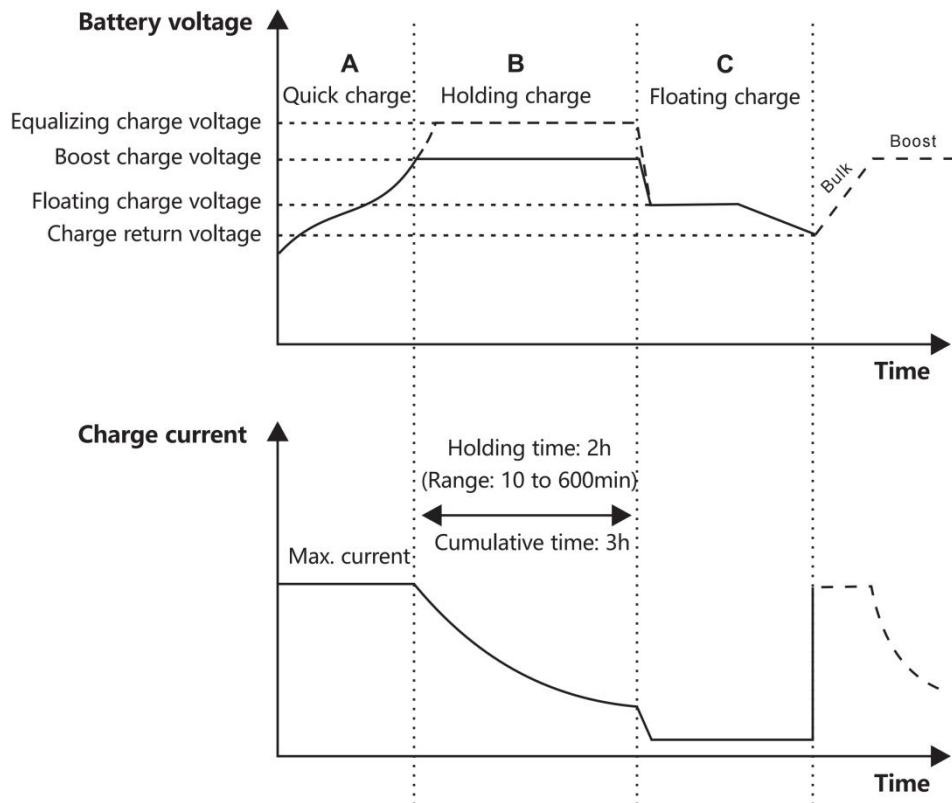 Battery voltage
A
B
C
Quick charge
Holding charge
Floating charge
Equalizing charge voltage
Boost charge voltage
Floating charge voltage
Charge return voltage
Bulk
Boost
Time
Charge current
Holding time: 2h
(Range: 10 to 600min)
Cumulative time: 3h
Max. current
Time